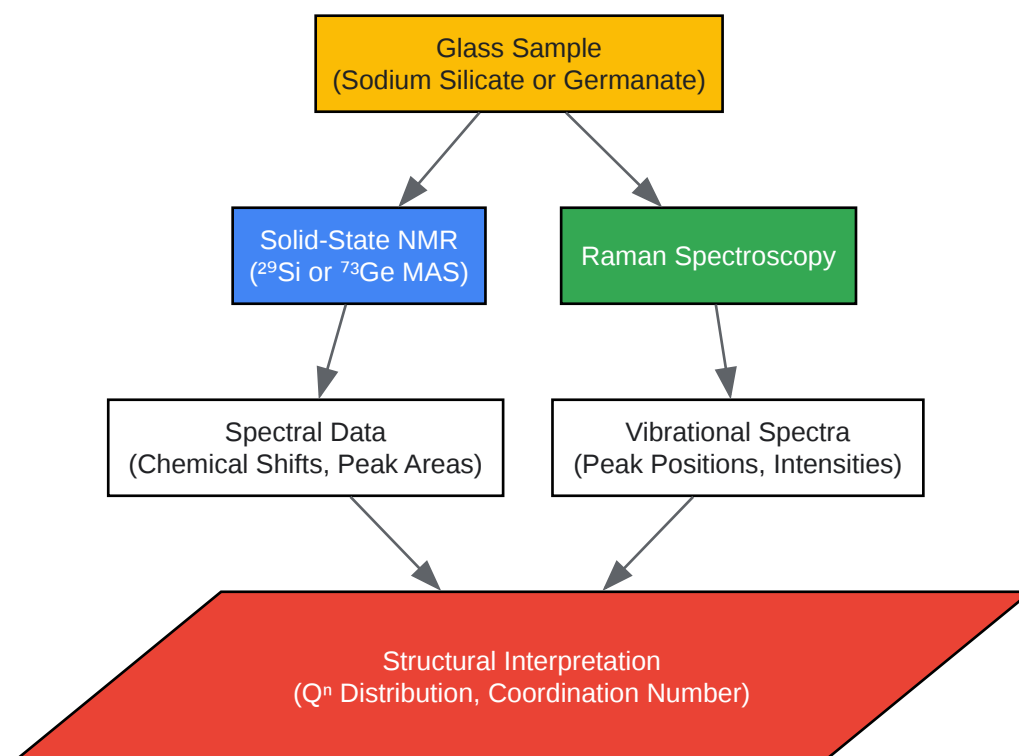 Glass Sample
(Sodium Silicate or Germanate)
Solid-State NMR
(²⁹Si or ⁷³Ge MAS)
Raman Spectroscopy
Spectral Data
(Chemical Shifts, Peak Areas)
Vibrational Spectra
(Peak Positions, Intensities)
Structural Interpretation
(Qⁿ Distribution, Coordination Number)